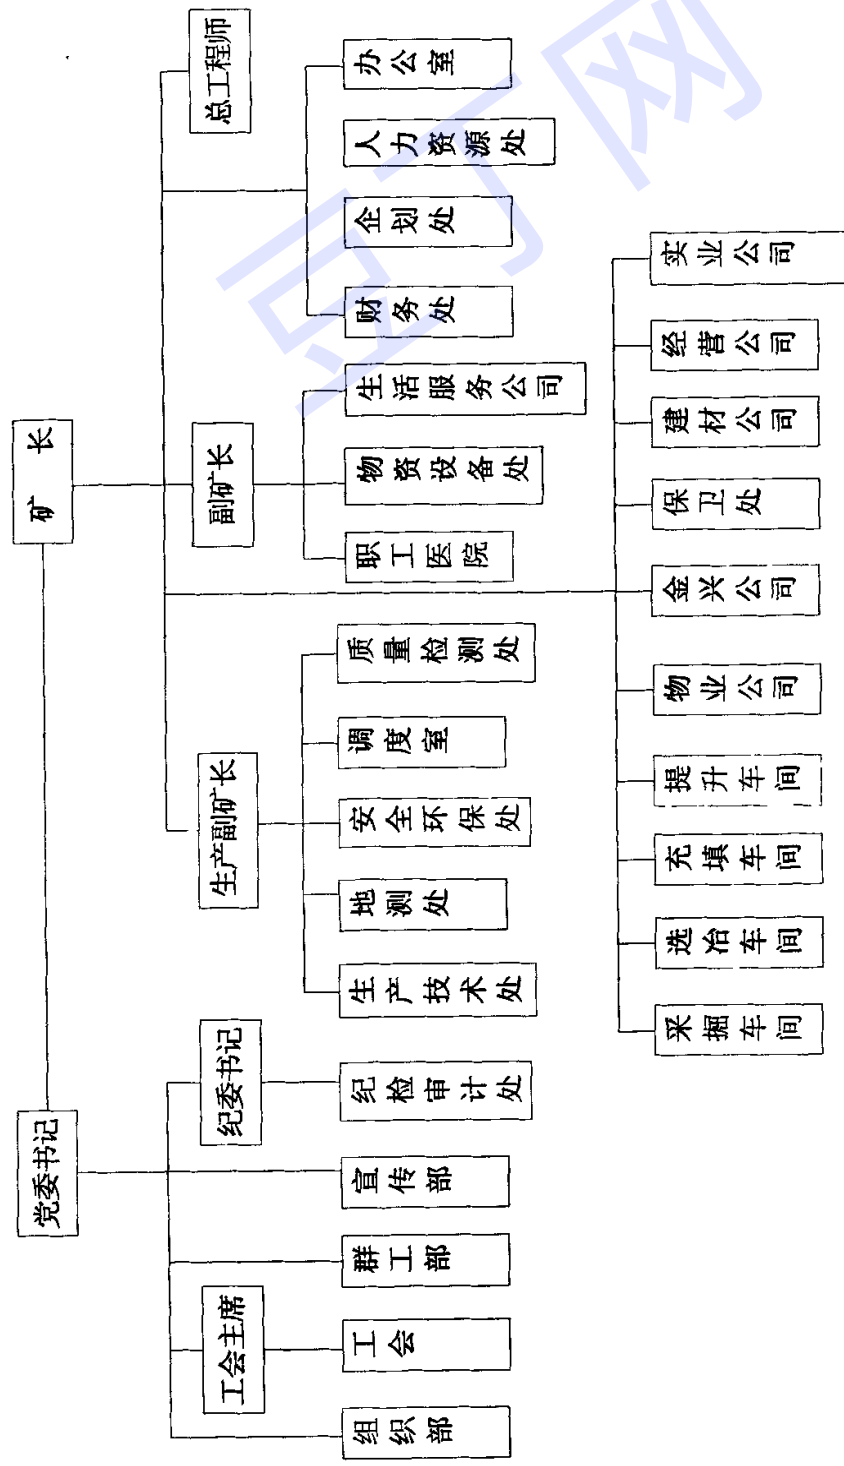 矿 长
党委书记
总工程师
副矿长
生产副矿长
纪委书记
工会主席
办公室
人力资源处
企划处
财务处
生活服务公司
物资设备处
职工医院
质量检测处
调度室
安全环保处
地测处
生产技术处
纪检审计处
宣传部
群工部
工会
组织部
实业公司
经营公司
建材公司
保卫处
金兴公司
物业公司
提升车间
充填车间
选冶车间
采掘车间
豆丁网